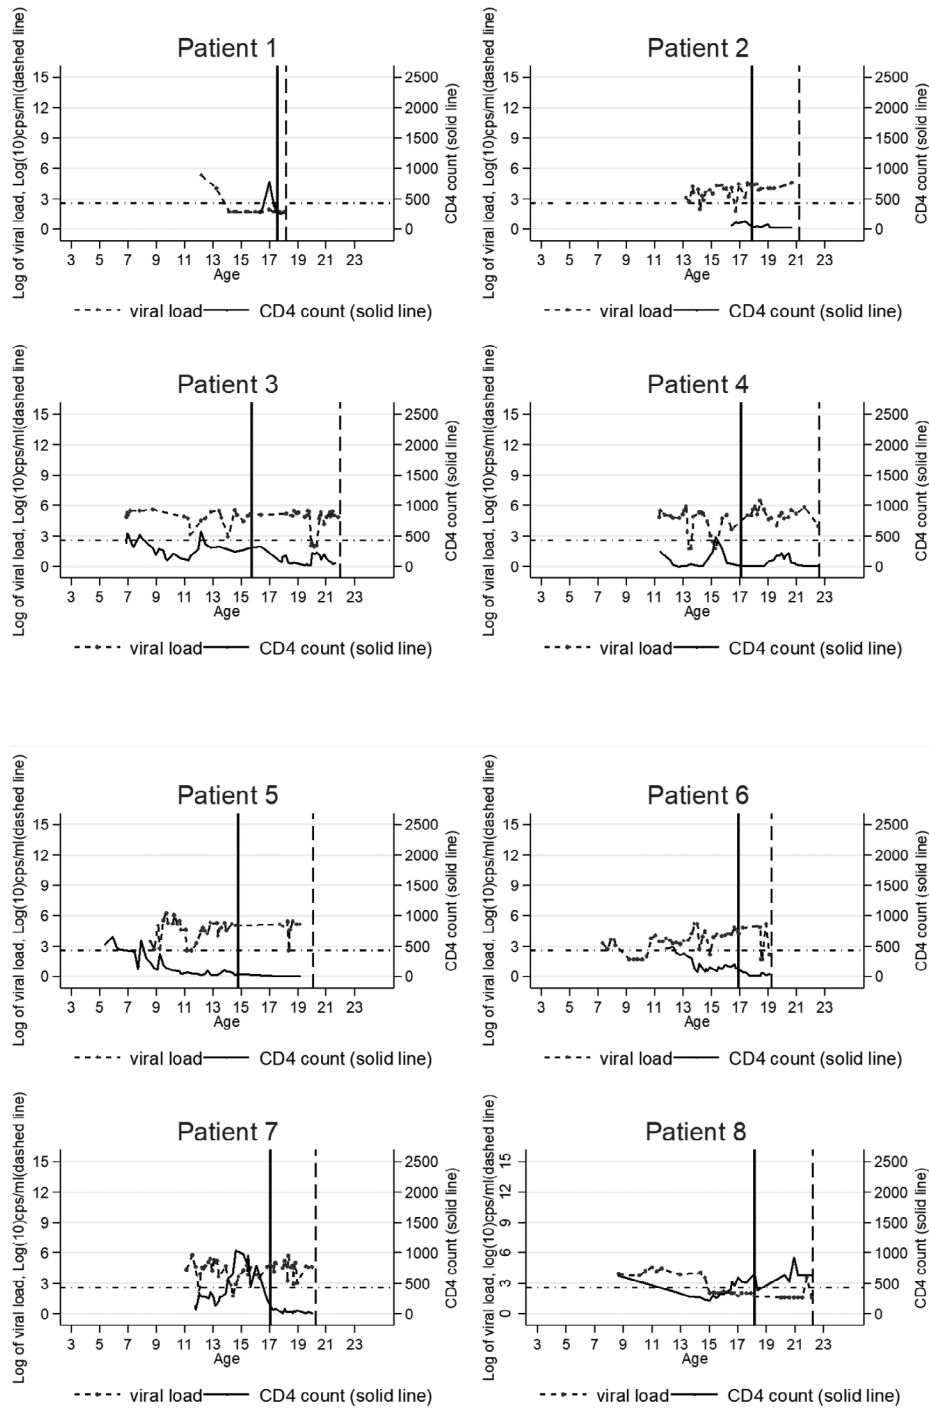 Patient 1
Log of viral load, Log(10)cps/ml(dashed line)
15
12
9
6
3
0
2500
2000
1500
1000
500
0
CD4 count (solid line)
3 5 7 9 11 13 15 17 19 21 23
Age
viral load CD4 count (solid line)
Patient 2
Log of viral load, Log(10)cps/ml(dashed line)
15
12
9
6
3
0
2500
2000
1500
1000
500
0
CD4 count (solid line)
3 5 7 9 11 13 15 17 19 21 23
Age
viral load CD4 count (solid line)
Patient 3
Log of viral load, Log(10)cps/ml(dashed line)
15
12
9
6
3
0
2500
2000
1500
1000
500
0
CD4 count (solid line)
3 5 7 9 11 13 15 17 19 21 23
Age
viral load CD4 count (solid line)
Patient 4
Log of viral load, Log(10)cps/ml(dashed line)
15
12
9
6
3
0
2500
2000
1500
1000
500
0
CD4 count (solid line)
3 5 7 9 11 13 15 17 19 21 23
Age
viral load CD4 count (solid line)
Patient 5
Log of viral load, Log(10)cps/ml(dashed line)
15
12
9
6
3
0
2500
2000
1500
1000
500
0
CD4 count (solid line)
3 5 7 9 11 13 15 17 19 21 23
Age
viral load CD4 count (solid line)
Patient 6
Log of viral load, Log(10)cps/ml(dashed line)
15
12
9
6
3
0
2500
2000
1500
1000
500
0
CD4 count (solid line)
3 5 7 9 11 13 15 17 19 21 23
Age
viral load CD4 count (solid line)
Patient 7
Log of viral load, Log(10)cps/ml(dashed line)
15
12
9
6
3
0
2500
2000
1500
1000
500
0
CD4 count (solid line)
3 5 7 9 11 13 15 17 19 21 23
Age
viral load CD4 count (solid line)
Patient 8
Log of viral load, log(10)cps/ml(dashed line)
15
12
9
6
3
0
2500
2000
1500
1000
500
0
CD4 count (solid line)
3 5 7 9 11 13 15 17 19 21 23
Age
viral load CD4 count (solid line)